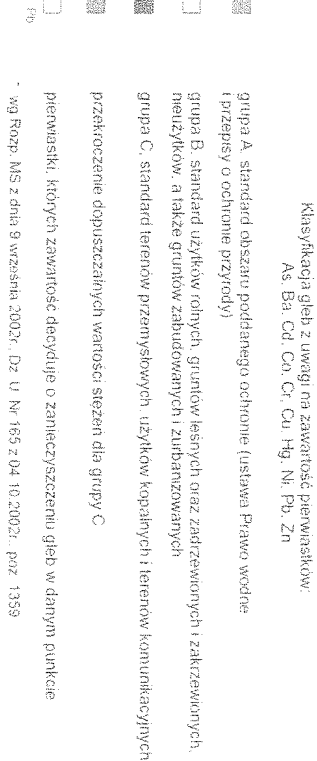 Klasyfikacja gleb z uwagi na zawartość pierwiastków:
As, Ba, Cd, Co, Cr, Cu, Hg, Ni, Pb, Zn
grupa A, standard obszaru poddanego ochronie (ustawa Prawo wodne
i przepisy o ochronie przyrody)
grupa B, standard użytków rolnych, gruntów leśnych oraz zadrzewionych i zakrzewionych,
nieużytków, a także gruntów zabudowanych i zurbanizowanych
grupa C, standard terenów przemysłowych, użytków kopalnych i terenów komunikacyjnych
przekroczenie dopuszczalnych wartości stężeń dla grupy C
Pb pierwiastki, których zawartość decyduje o zanieczyszczeniu gleb w danym punkcie
* wg Rozp. MŚ z dnia 9 września 2002r., Dz. U. Nr 165 z 04.10.2002r., poz. 1359